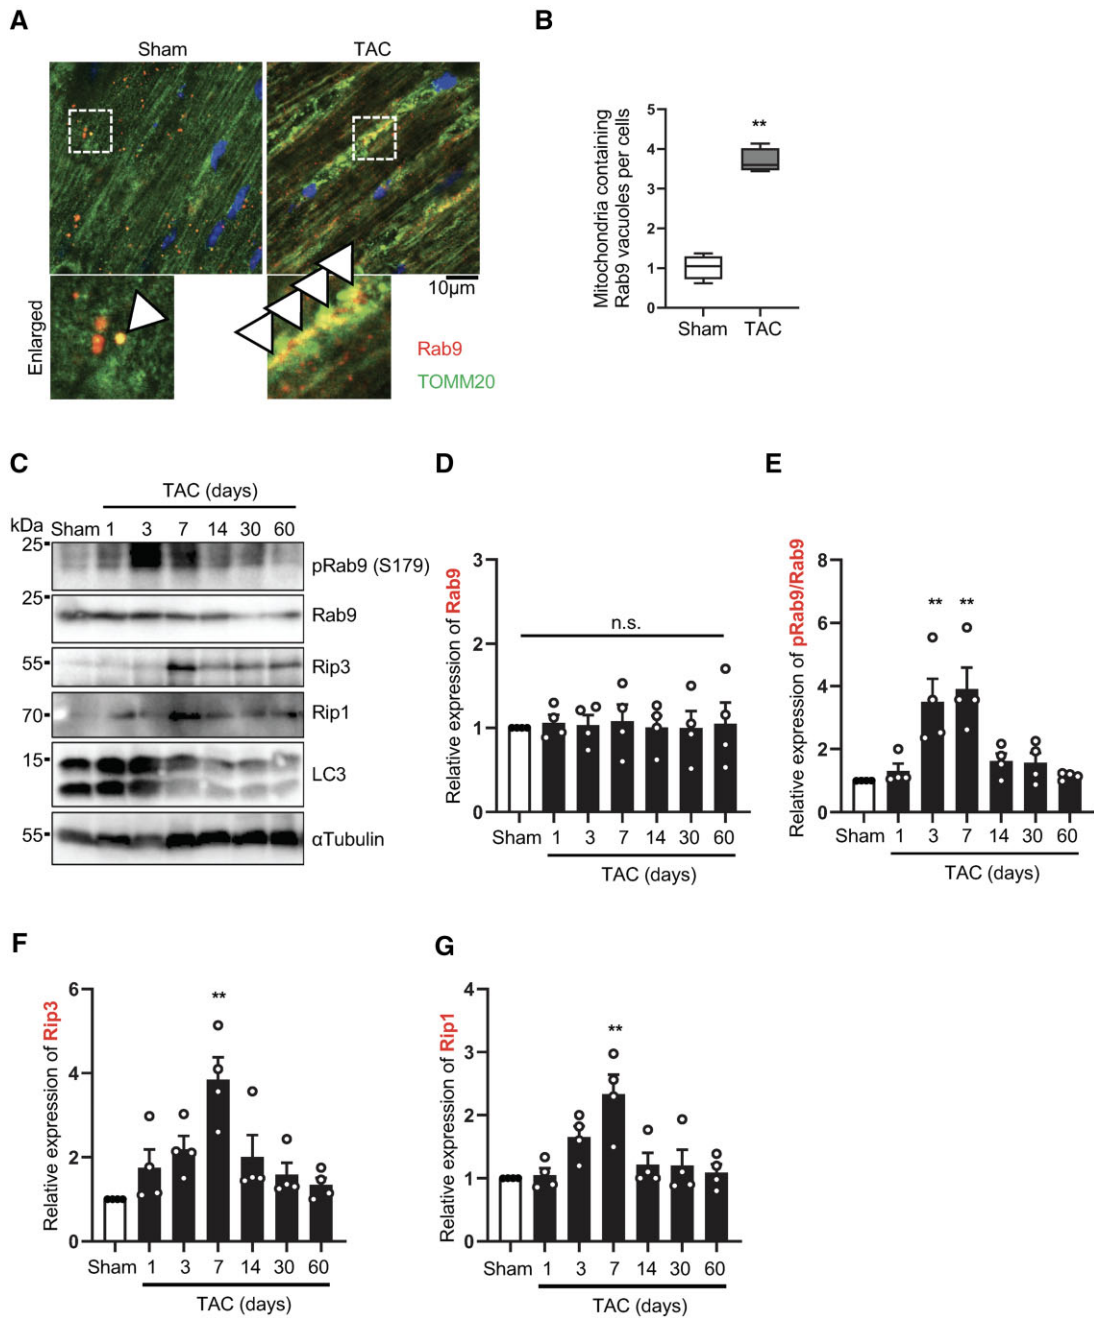 A
Sham
TAC
Enlarged
10μm
Rab9
TOMM20
B
Mitochondria containing
Rab9 vacuoles per cells
5
4
3
2
1
0
**
Sham
TAC
C
TAC (days)
kDa Sham 1 3 7 14 30 60
25
pRab9 (S179)
25
Rab9
55
Rip3
70
Rip1
15
LC3
55
αTubulin
D
Relative expression of Rab9
3
2
1
0
n.s.
Sham 1 3 7 14 30 60
TAC (days)
E
Relative expression of pRab9/Rab9
8
6
4
2
0
** **
Sham 1 3 7 14 30 60
TAC (days)
F
Relative expression of Rip3
6
4
2
0
**
Sham 1 3 7 14 30 60
TAC (days)
G
Relative expression of Rip1
4
3
2
1
0
**
Sham 1 3 7 14 30 60
TAC (days)